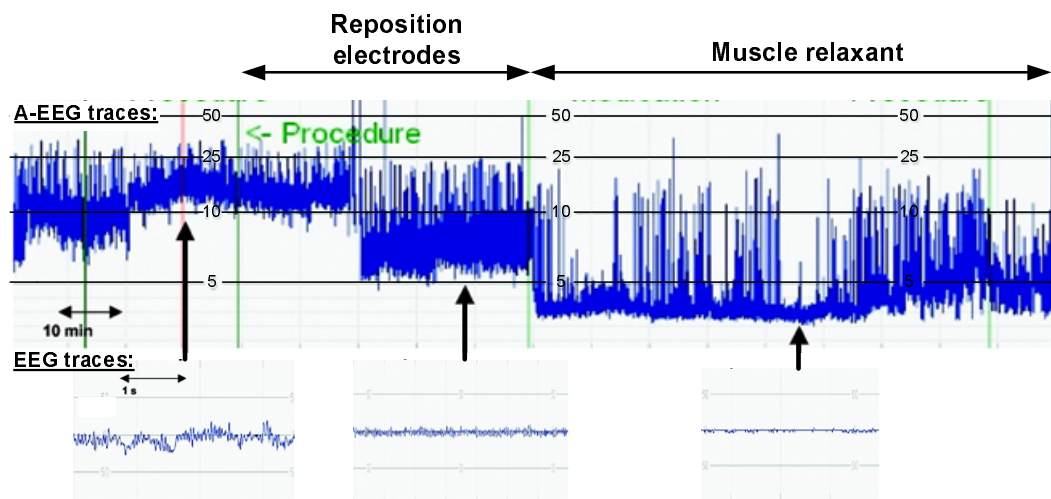 Reposition
electrodes
Muscle relaxant
A-EEG traces:
50 50 50
<- Procedure
25 25 25
10 10 10
5 5 5
10 min
EEG traces:
1 s